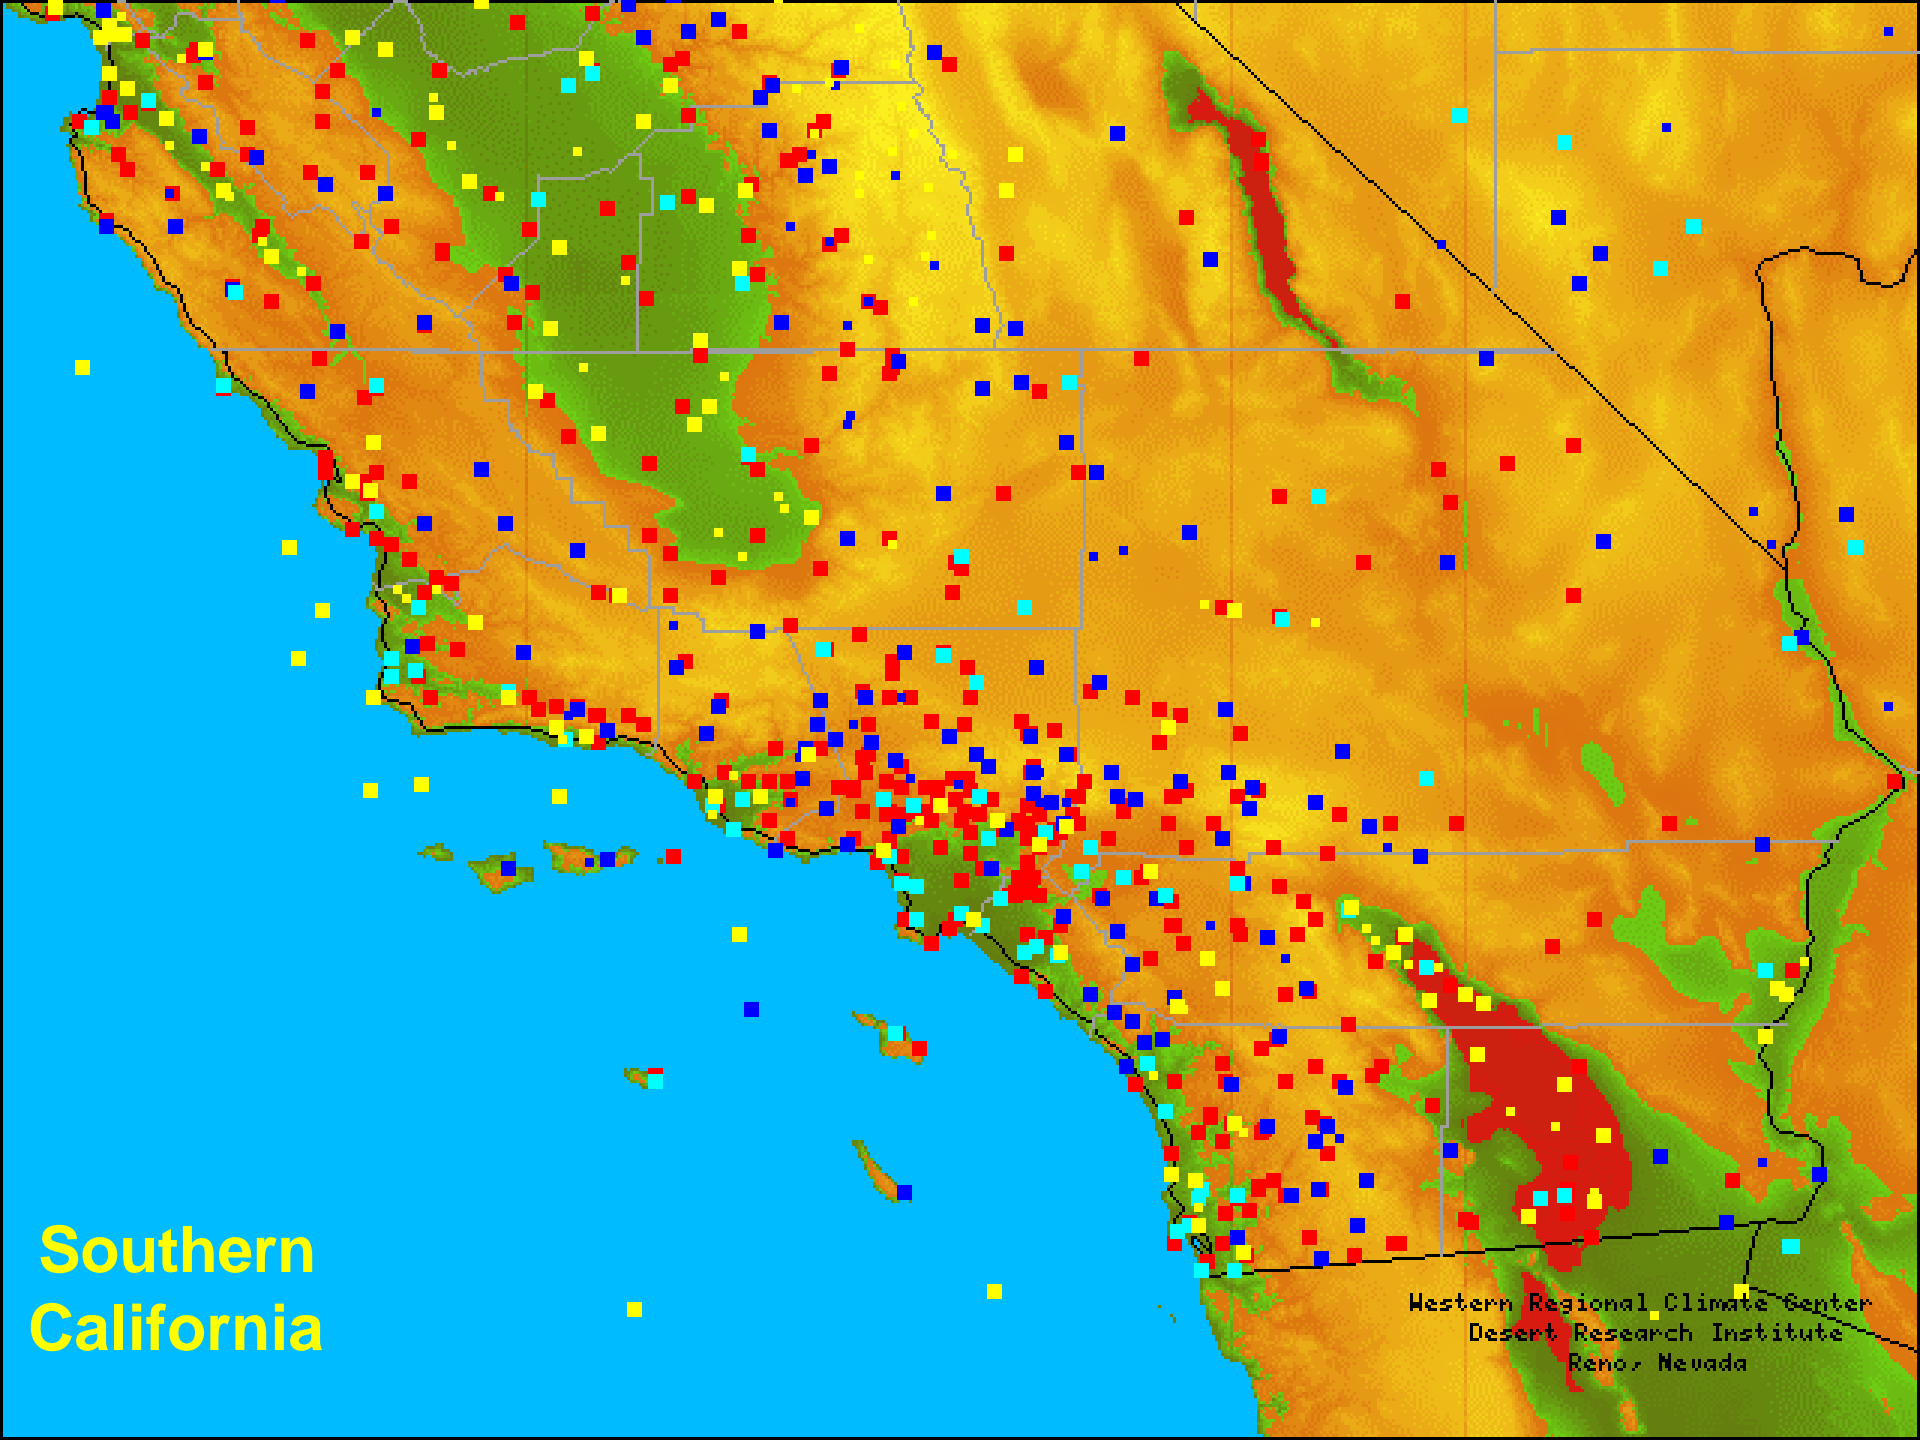 Southern
California
Western Regional Climate Center
Desert Research Institute
Reno, Nevada